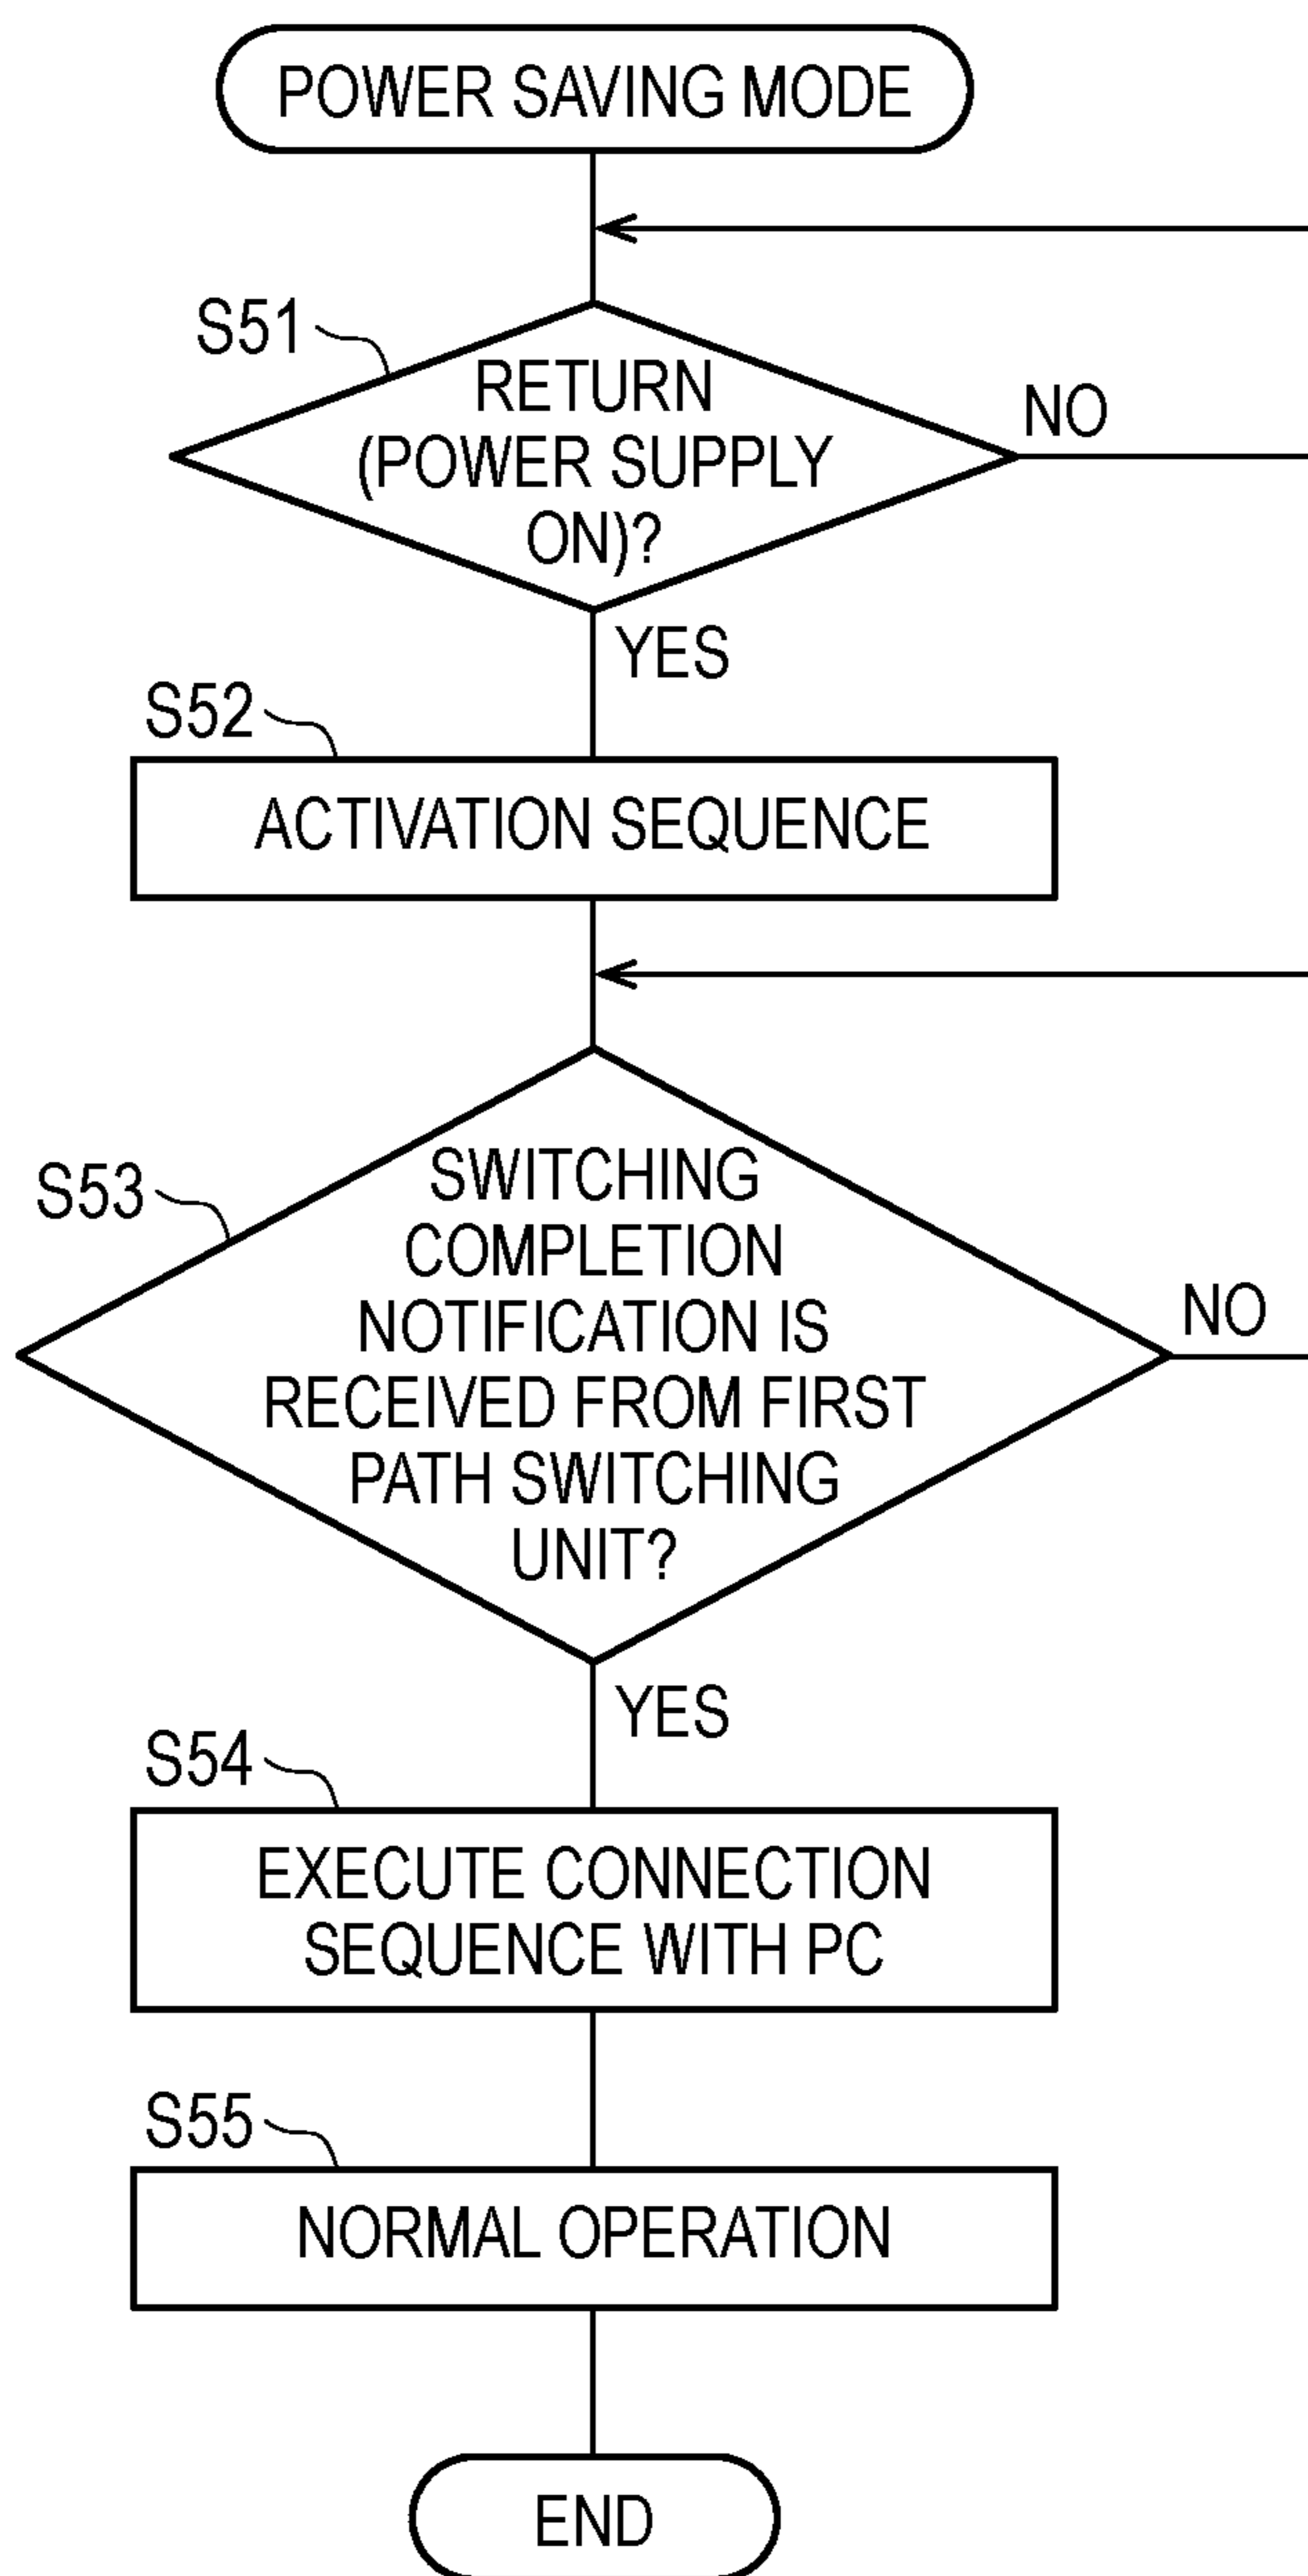 POWER SAVING MODE
S51
RETURN
(POWER SUPPLY
ON)?
NO
YES
S52
ACTIVATION SEQUENCE
S53
SWITCHING
COMPLETION
NOTIFICATION IS
RECEIVED FROM FIRST
PATH SWITCHING
UNIT?
NO
YES
S54
EXECUTE CONNECTION
SEQUENCE WITH PC
S55
NORMAL OPERATION
END